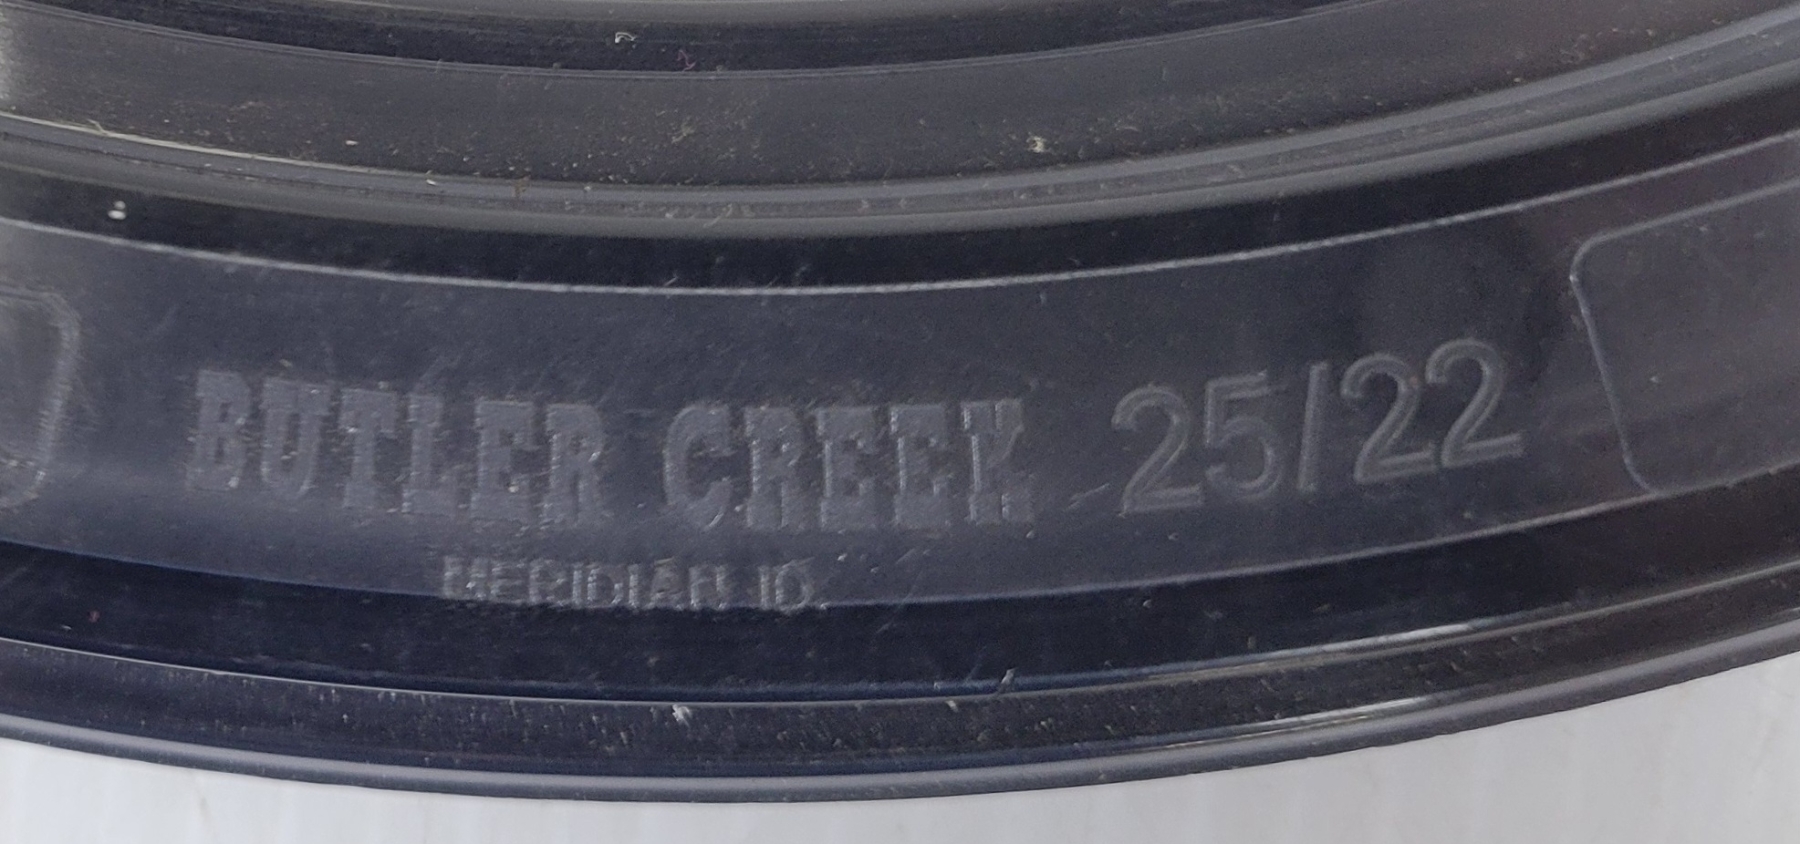 BUTLER CREEK 25/22
MERIDIAN, ID.